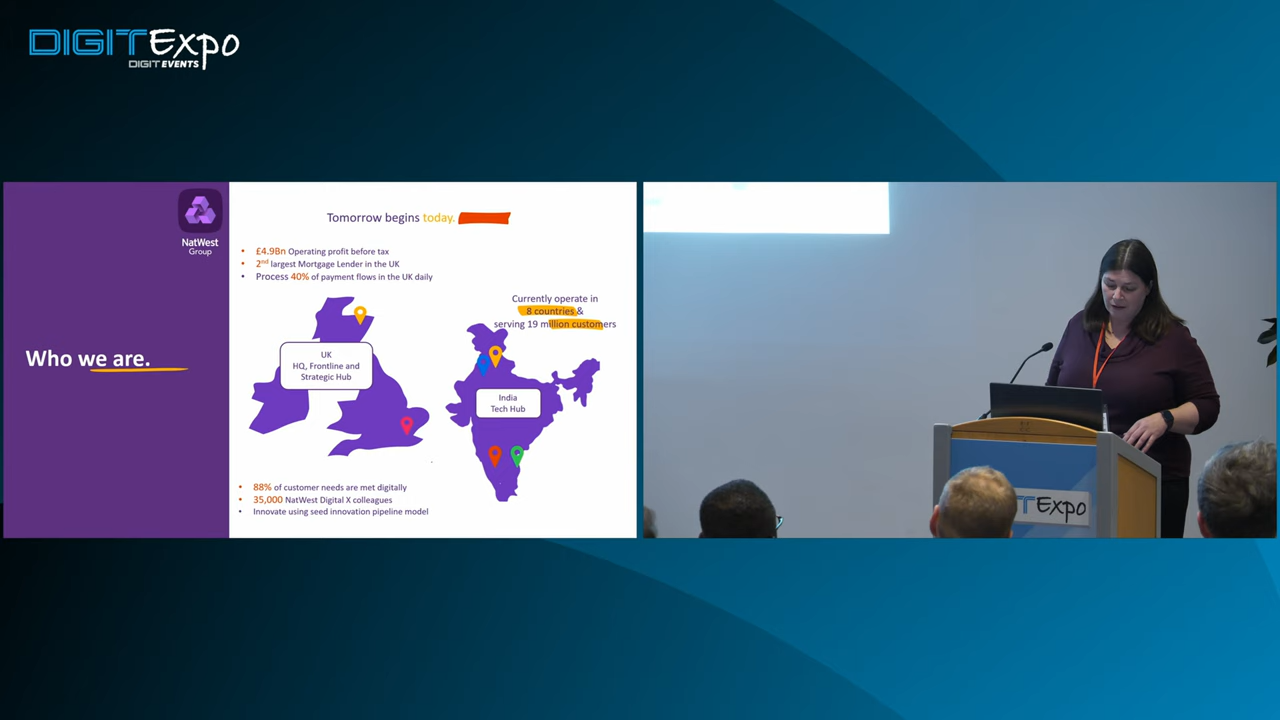 DIGIT Expo
DIGIT EVENTS
NatWest
Group
Who we are.
Tomorrow begins today.
• £4.9Bn Operating profit before tax
• 2nd largest Mortgage Lender in the UK
• Process 40% of payment flows in the UK daily
Currently operate in
8 countries &
serving 19 million customers
UK
HQ, Frontline and
Strategic Hub
India
Tech Hub
• 88% of customer needs are met digitally
• 35,000 NatWest Digital X colleagues
• Innovate using seed innovation pipeline model
Expo